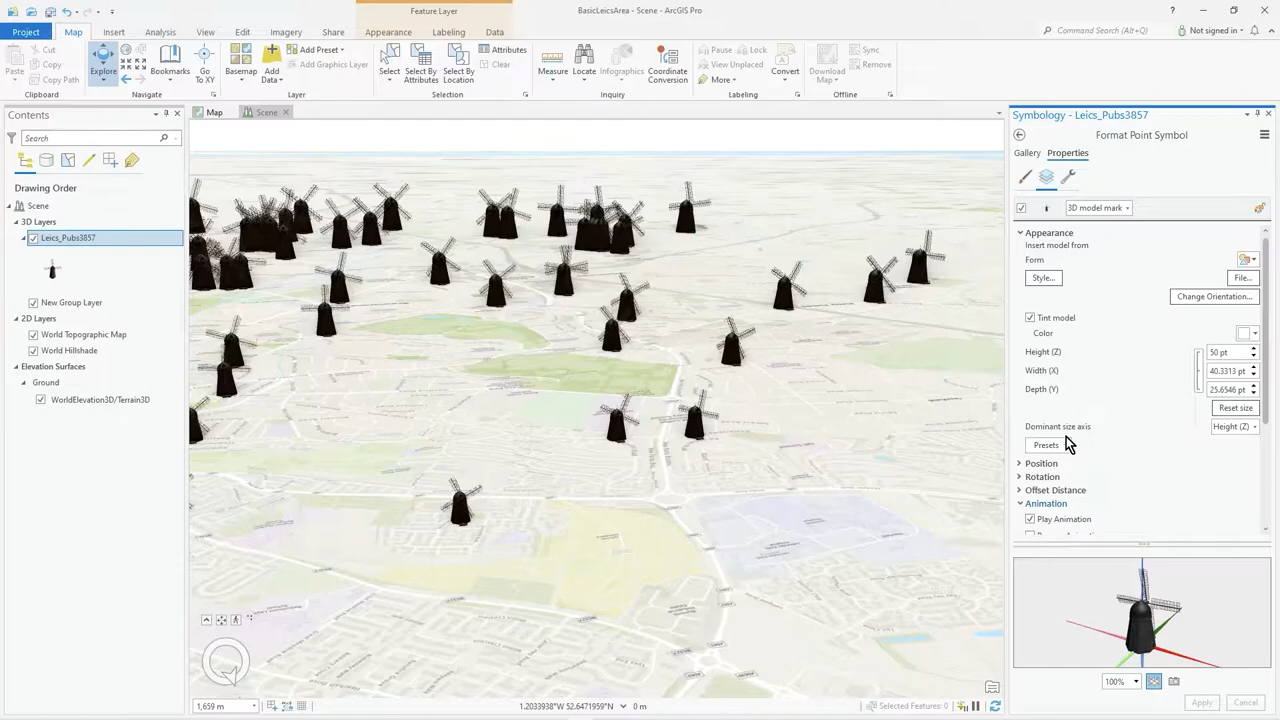 Feature Layer
BasicLeicsArea - Scene - ArcGIS Pro
?
Project Map Insert Analysis View Edit Imagery Share Appearance Labeling Data
Command Search (Alt+Q)
Not signed in
Paste
Cut
Copy
Copy Path
Clipboard
Explore
Bookmarks
Go To XY
Navigate
Basemap
Add Data
Add Preset
Add Graphics Layer
Layer
Select
Select By Attributes
Select By Location
Attributes
Clear
Selection
Measure
Locate
Infographics
Coordinate Conversion
Inquiry
Pause
Lock
View Unplaced
More
Labeling
Convert
Download Map
Sync
Remove
Offline
Contents
Search
Drawing Order
Scene
3D Layers
Leics_Pubs3857
New Group Layer
2D Layers
World Topographic Map
World Hillshade
Elevation Surfaces
Ground
WorldElevation3D/Terrain3D
Map
Scene
1,659 m
1.2033938°W 52.6471959°N
0 m
Selected Features: 0
Symbology - Leics_Pubs3857
Format Point Symbol
Gallery Properties
3D model mark
Appearance
Insert model from
Form
Style...
File...
Change Orientation...
Tint model
Color
Height (Z) 50 pt
Width (X) 40.3313 pt
Depth (Y) 25.6546 pt
Reset size
Dominant size axis Height (Z)
Presets
Position
Rotation
Offset Distance
Animation
Play Animation
100%
Apply Cancel